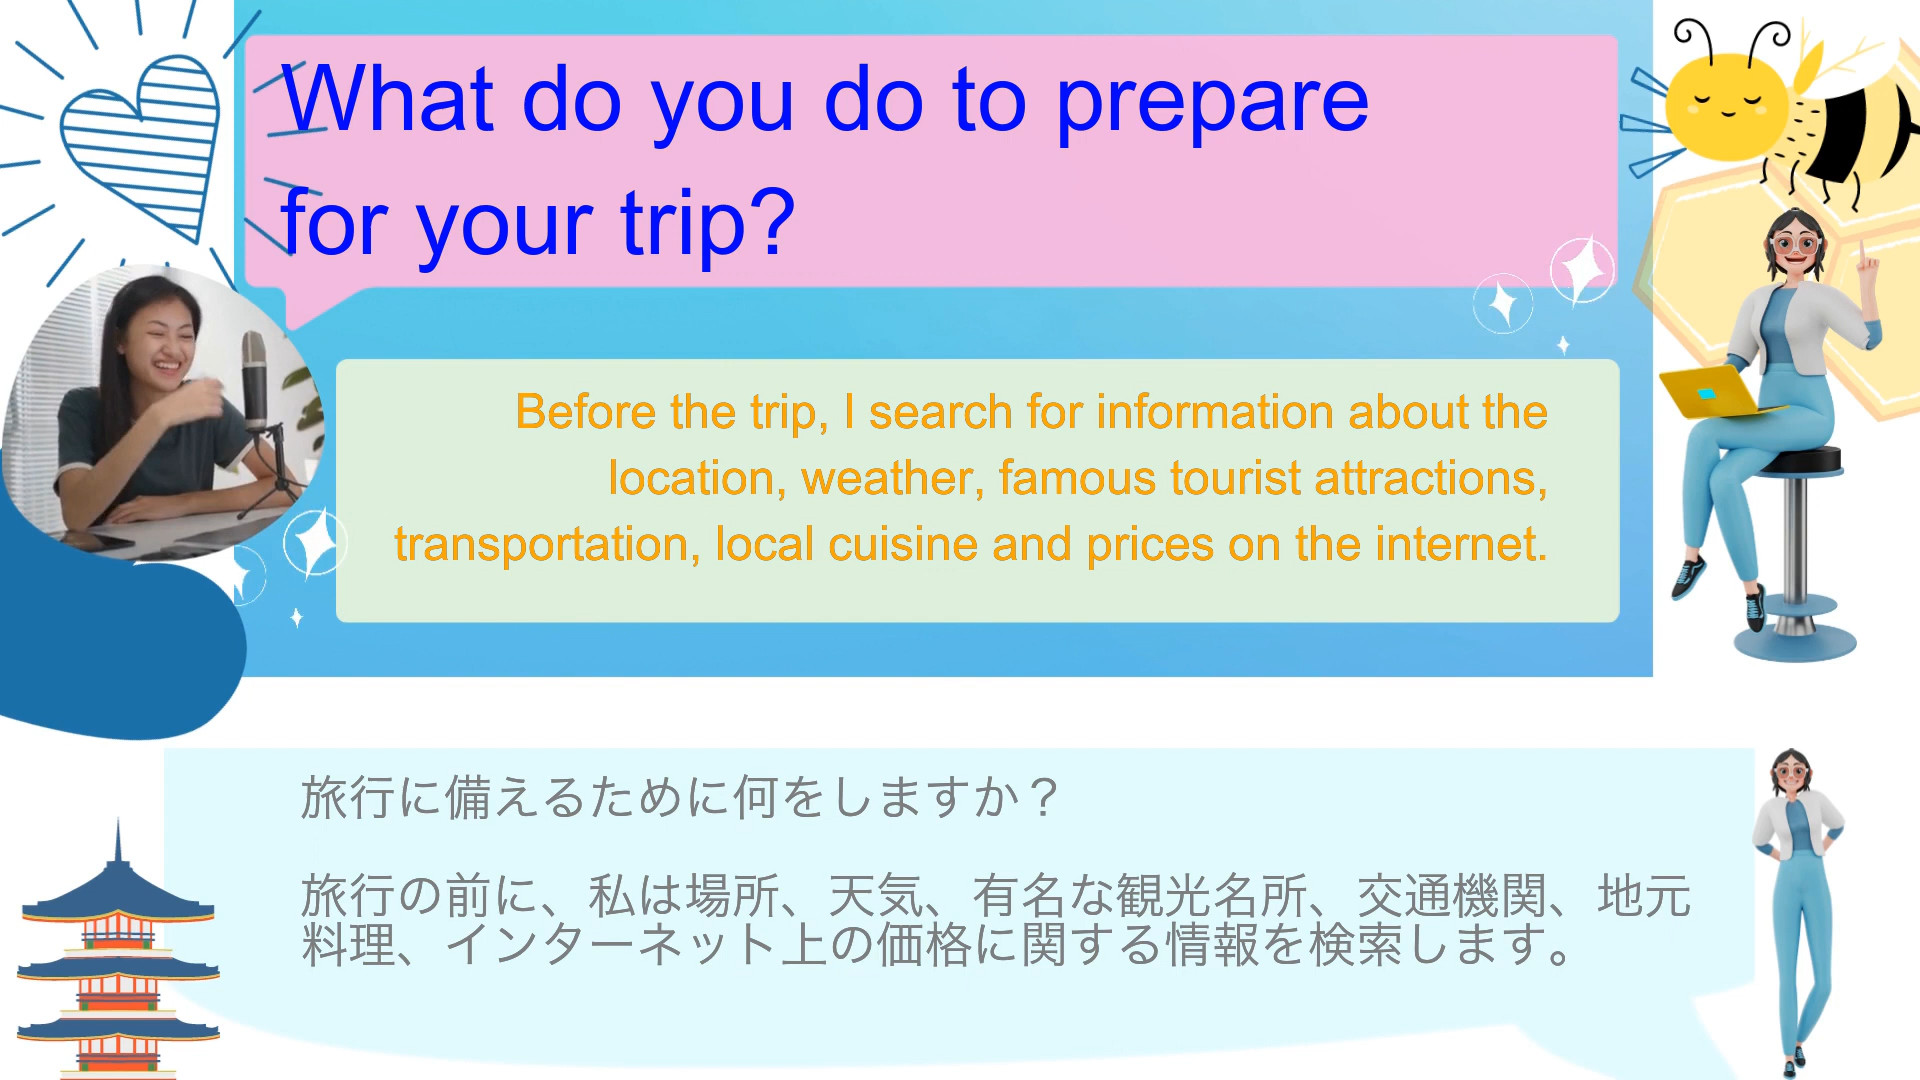 What do you do to prepare
for your trip?
Before the trip, I search for information about the
location, weather, famous tourist attractions,
transportation, local cuisine and prices on the internet.
旅行に備えるために何をしますか？
旅行の前に、私は場所、天気、有名な観光名所、交通機関、地元
料理、インターネット上の価格に関する情報を検索します。